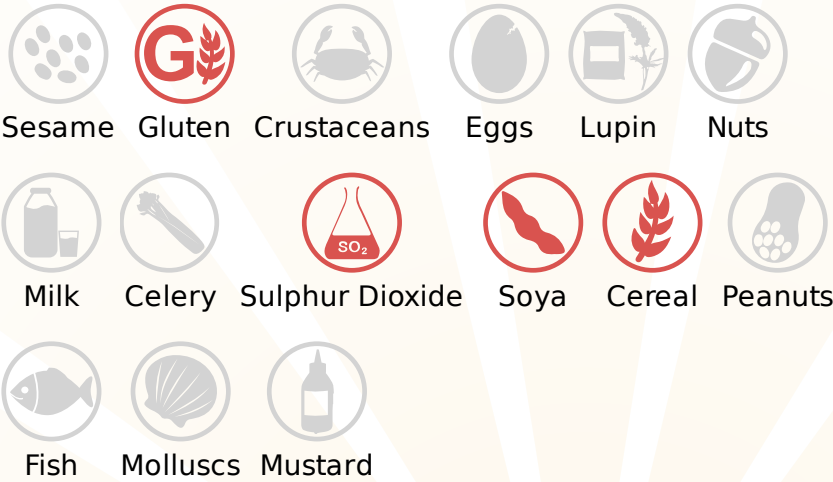 G
Sesame Gluten Crustaceans Eggs Lupin Nuts
SO₂
Milk Celery Sulphur Dioxide Soya Cereal Peanuts
Fish Molluscs Mustard